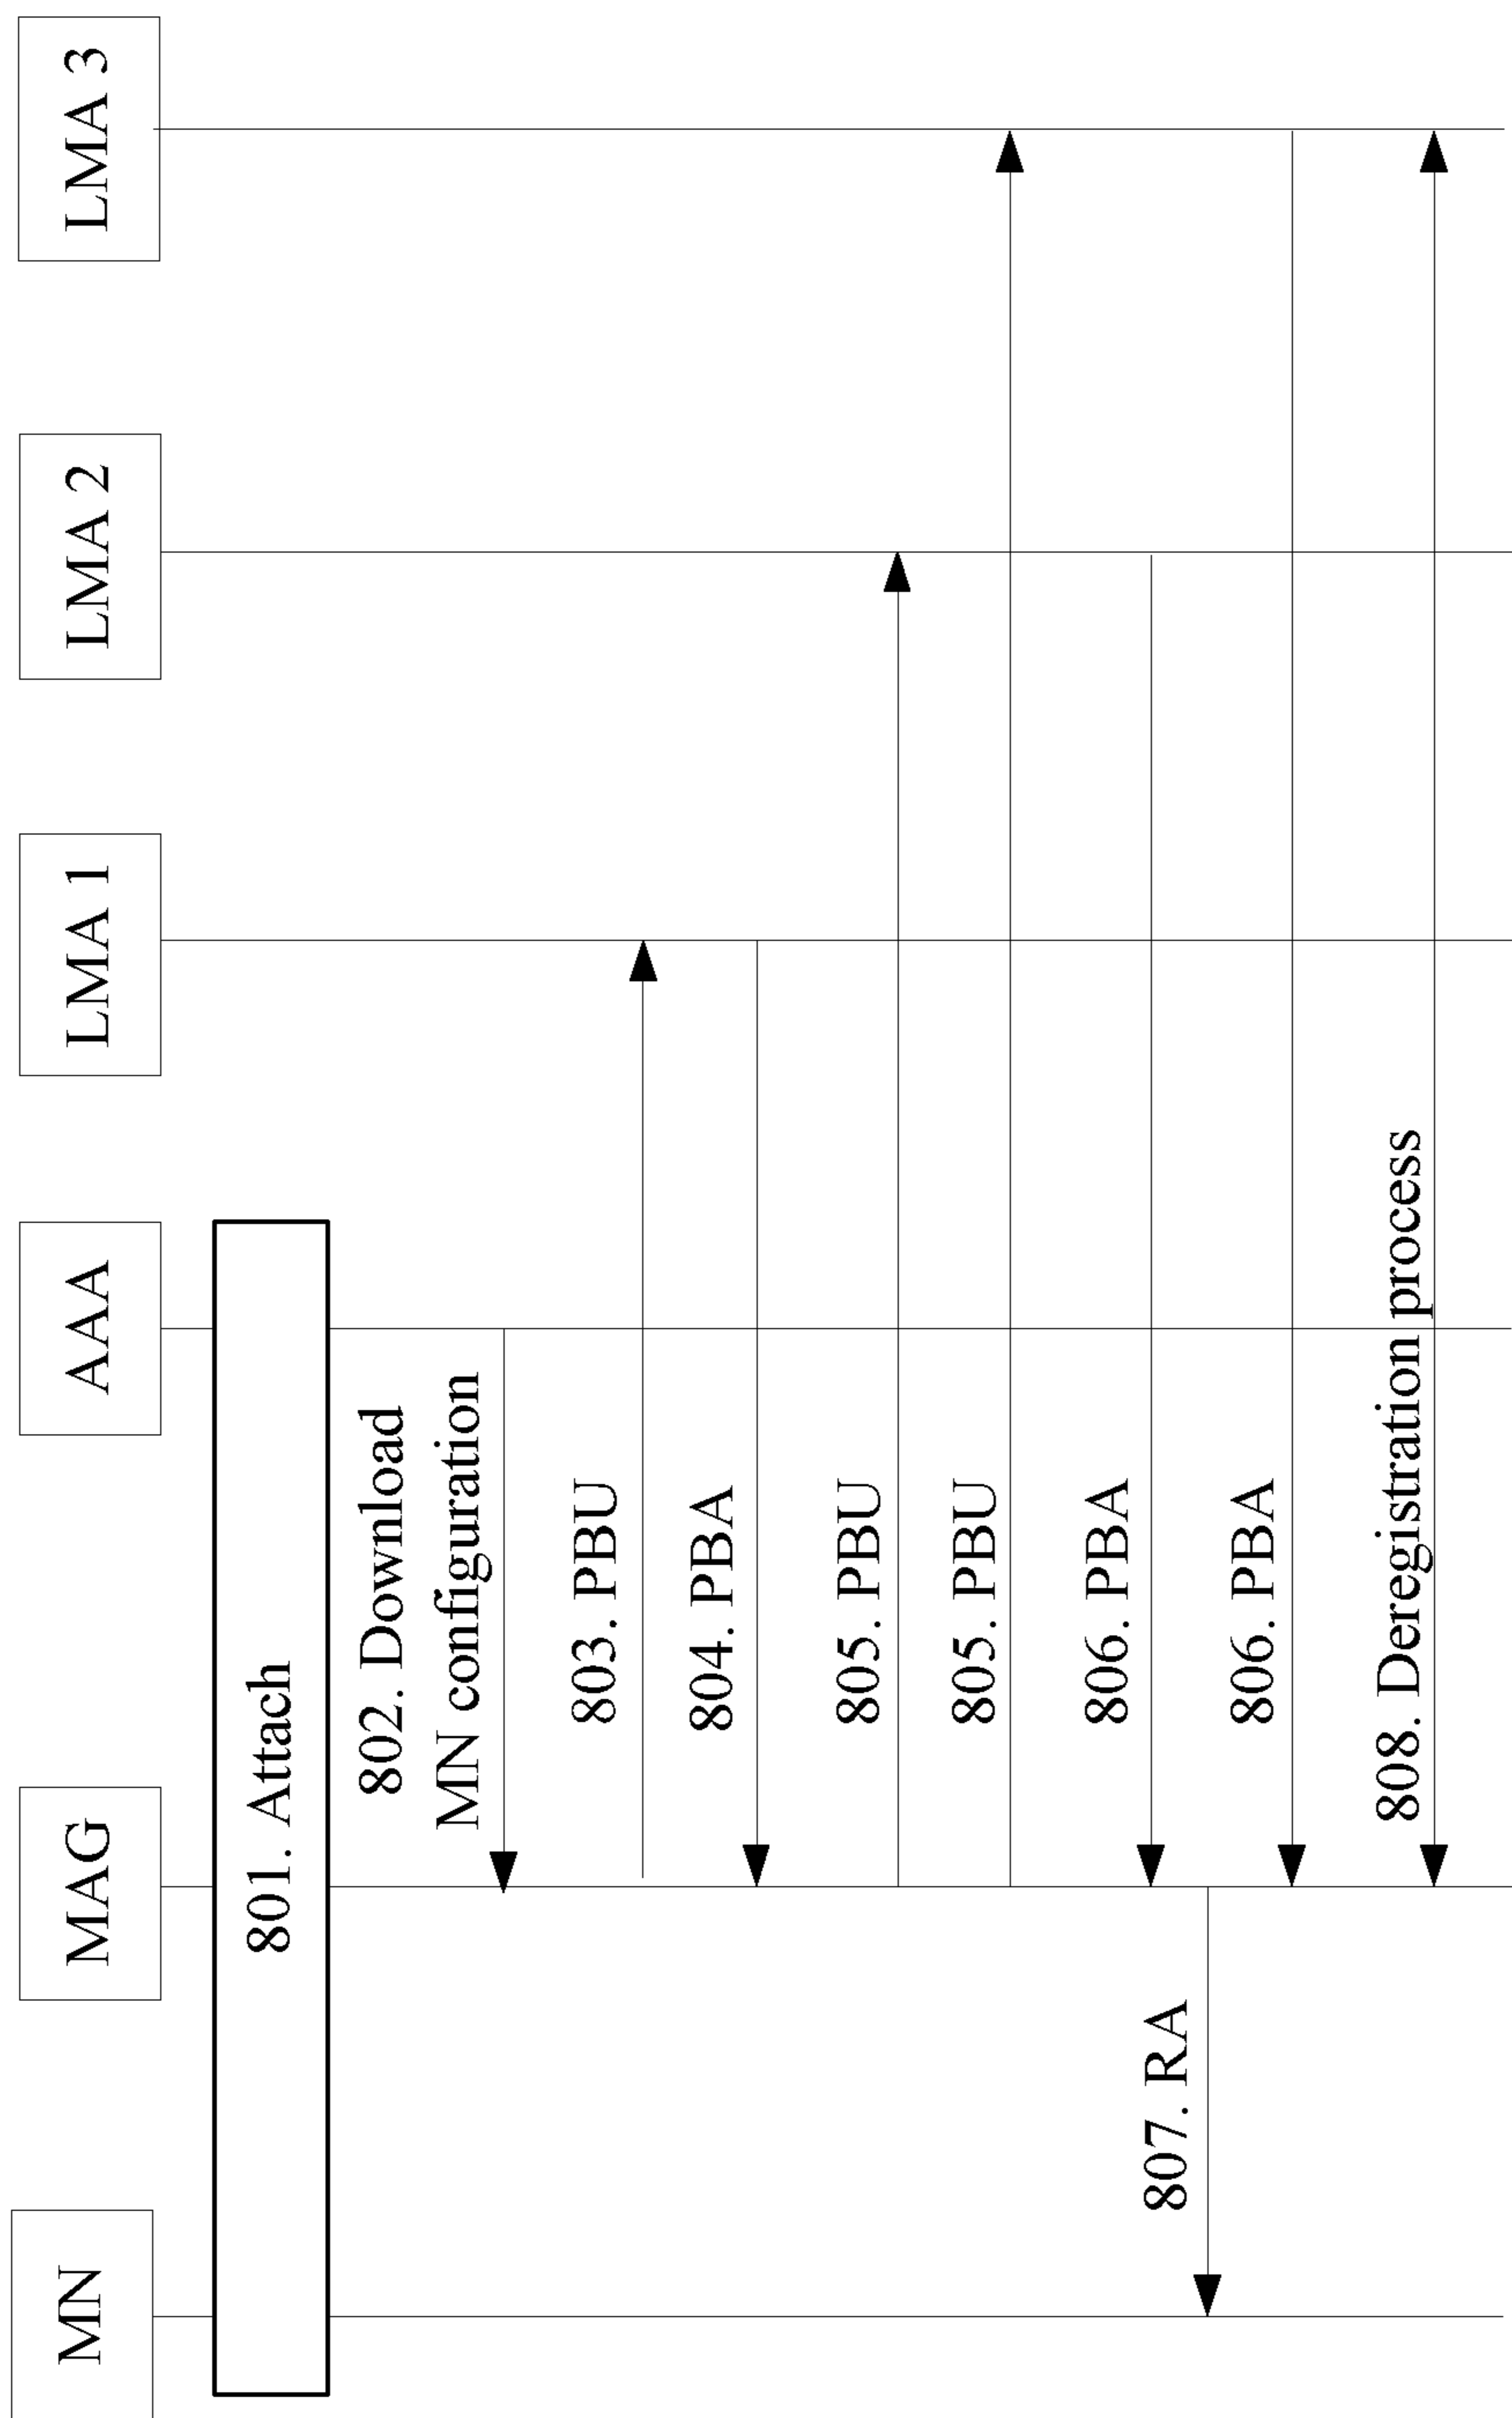 MN
MAG
AAA
LMA 1
LMA 2
LMA 3
801. Attach
802. Download
MN configuration
803. PBU
804. PBA
805. PBU
805. PBU
806. PBA
807. RA
806. PBA
808. Deregistration process